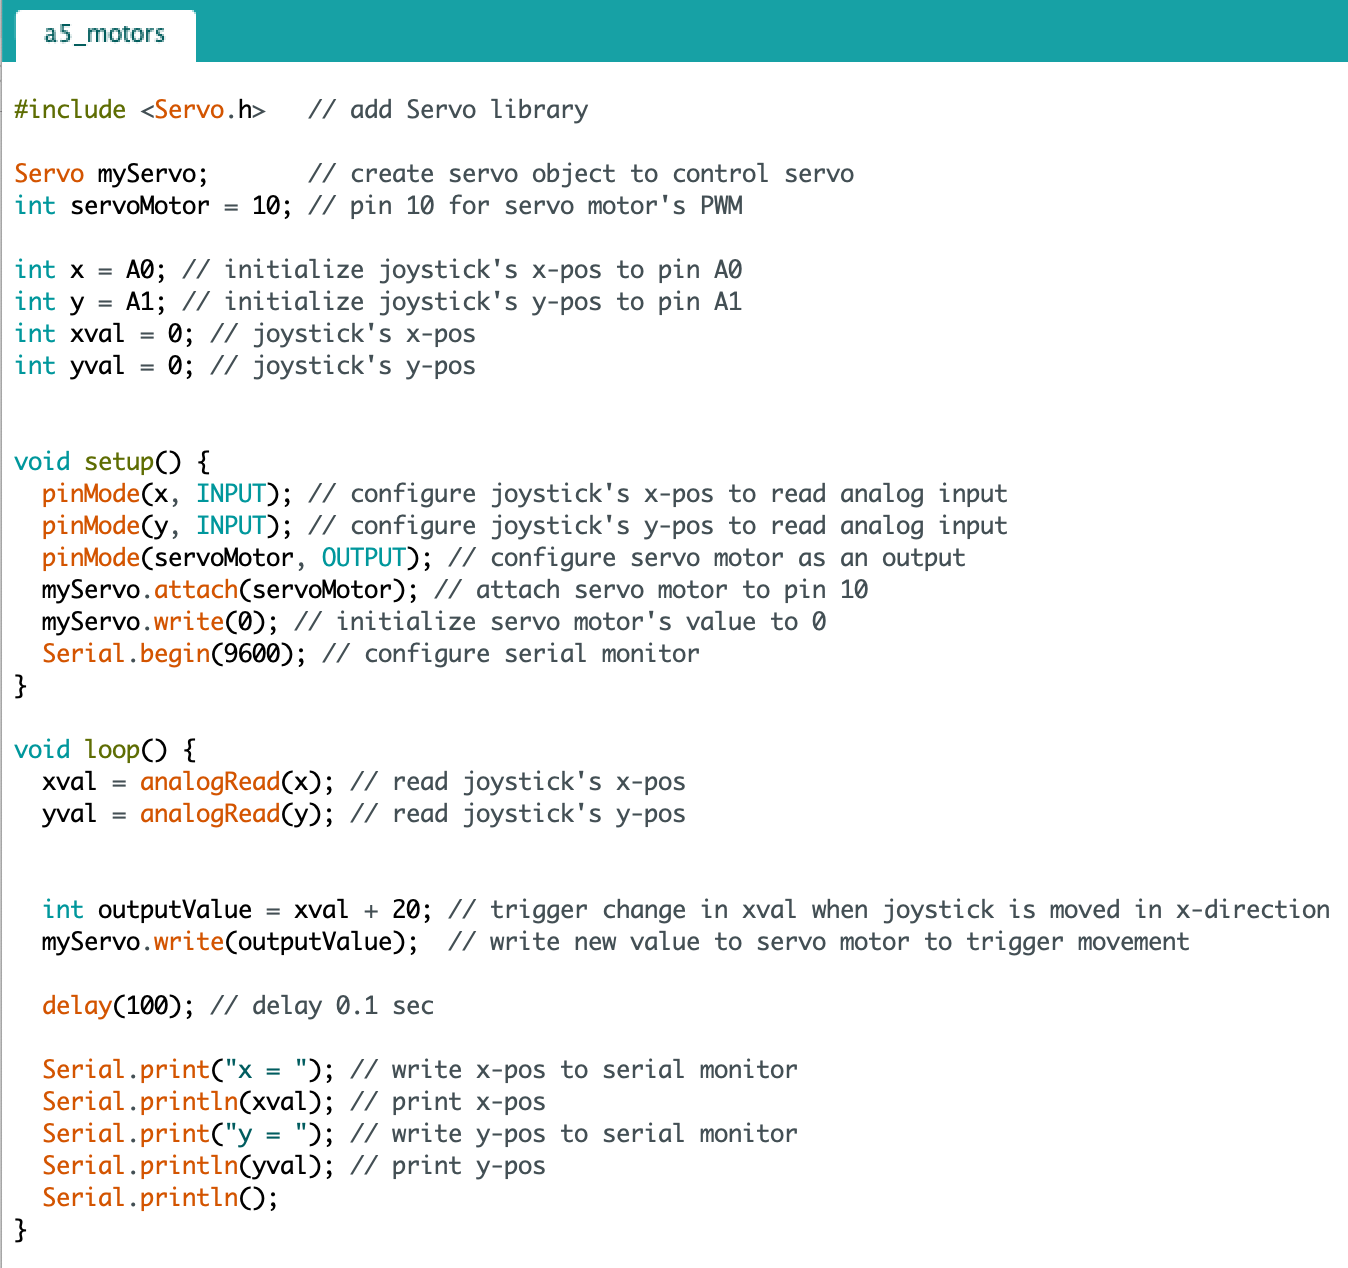 a5_motors
#include <Servo.h>   // add Servo library
Servo myServo;       // create servo object to control servo
int servoMotor = 10; // pin 10 for servo motor's PWM
int x = A0; // initialize joystick's x-pos to pin A0
int y = A1; // initialize joystick's y-pos to pin A1
int xval = 0; // joystick's x-pos
int yval = 0; // joystick's y-pos
void setup() {
  pinMode(x, INPUT); // configure joystick's x-pos to read analog input
  pinMode(y, INPUT); // configure joystick's y-pos to read analog input
  pinMode(servoMotor, OUTPUT); // configure servo motor as an output
  myServo.attach(servoMotor); // attach servo motor to pin 10
  myServo.write(0); // initialize servo motor's value to 0
  Serial.begin(9600); // configure serial monitor
}
void loop() {
  xval = analogRead(x); // read joystick's x-pos
  yval = analogRead(y); // read joystick's y-pos
  int outputValue = xval + 20; // trigger change in xval when joystick is moved in x-direction
  myServo.write(outputValue);  // write new value to servo motor to trigger movement
  delay(100); // delay 0.1 sec
  Serial.print("x = "); // write x-pos to serial monitor
  Serial.println(xval); // print x-pos
  Serial.print("y = "); // write y-pos to serial monitor
  Serial.println(yval); // print y-pos
  Serial.println();
}